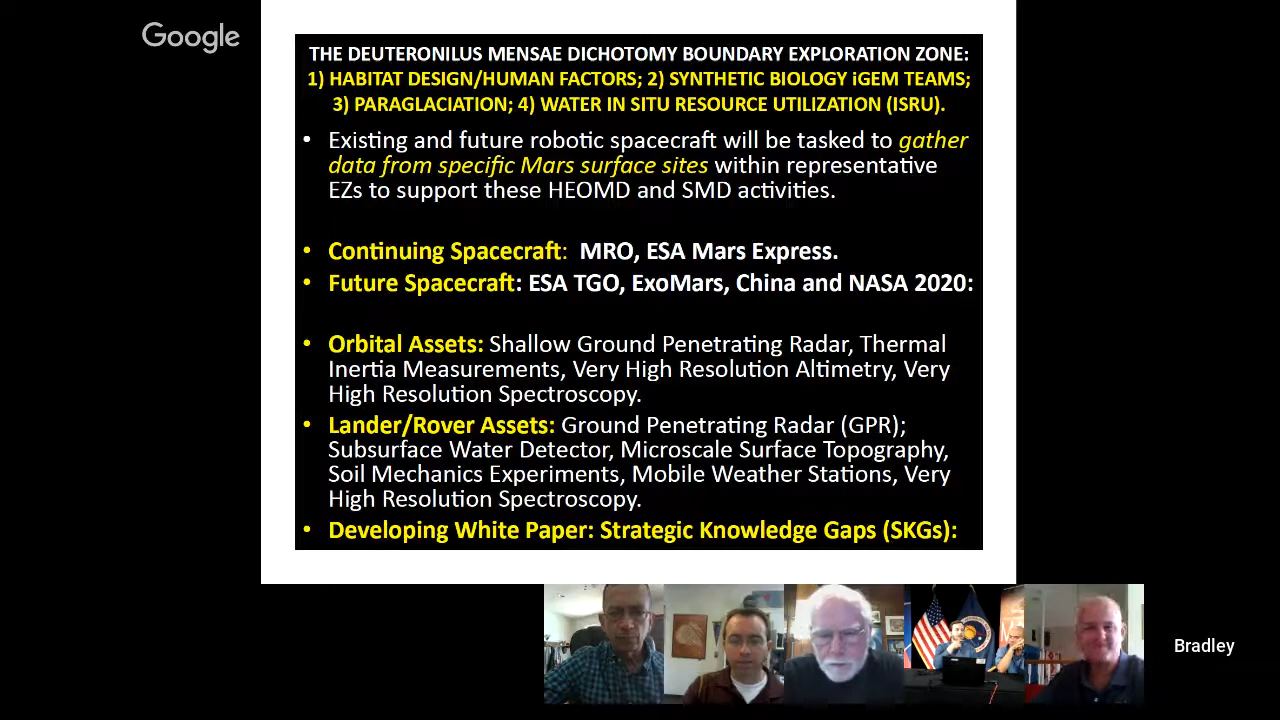 Google
THE DEUTERONILUS MENSAE DICHOTOMY BOUNDARY EXPLORATION ZONE:
1) HABITAT DESIGN/HUMAN FACTORS; 2) SYNTHETIC BIOLOGY iGEM TEAMS;
3) PARAGLACIATION; 4) WATER IN SITU RESOURCE UTILIZATION (ISRU).
• Existing and future robotic spacecraft will be tasked to gather
data from specific Mars surface sites within representative
EZs to support these HEOMD and SMD activities.
• Continuing Spacecraft: MRO, ESA Mars Express.
• Future Spacecraft: ESA TGO, ExoMars, China and NASA 2020:
• Orbital Assets: Shallow Ground Penetrating Radar, Thermal
Inertia Measurements, Very High Resolution Altimetry, Very
High Resolution Spectroscopy.
• Lander/Rover Assets: Ground Penetrating Radar (GPR);
Subsurface Water Detector, Microscale Surface Topography,
Soil Mechanics Experiments, Mobile Weather Stations, Very
High Resolution Spectroscopy.
• Developing White Paper: Strategic Knowledge Gaps (SKGs):
Bradley